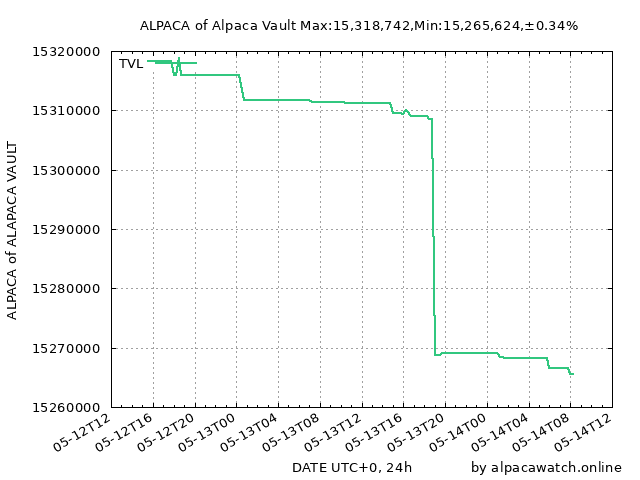 ALPACA of Alpaca Vault Max:15,318,742,Min:15,265,624,±0.34%
15320000
TVL
15310000
15300000
15290000
15280000
15270000
15260000
ALPACA of ALAPACA VAULT
05-12T12
05-12T16
05-12T20
05-13T00
05-13T04
05-13T08
05-13T12
05-13T16
05-13T20
05-14T00
05-14T04
05-14T08
05-14T12
DATE UTC+0, 24h
by alpacawatch.online